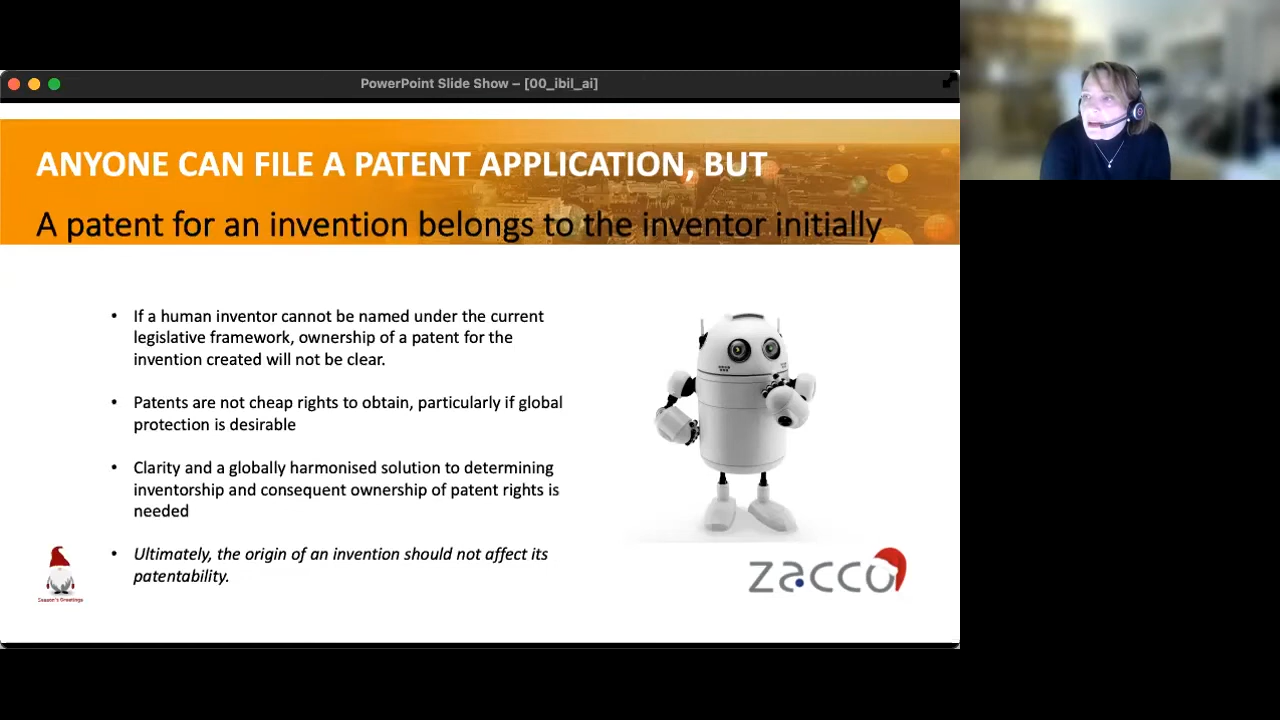 PowerPoint Slide Show – [00_ibil_ai]
ANYONE CAN FILE A PATENT APPLICATION, BUT
A patent for an invention belongs to the inventor initially
• If a human inventor cannot be named under the current
legislative framework, ownership of a patent for the
invention created will not be clear.
• Patents are not cheap rights to obtain, particularly if global
protection is desirable
• Clarity and a globally harmonised solution to determining
inventorship and consequent ownership of patent rights is
needed
• Ultimately, the origin of an invention should not affect its
patentability.
Season's Greetings
zacco